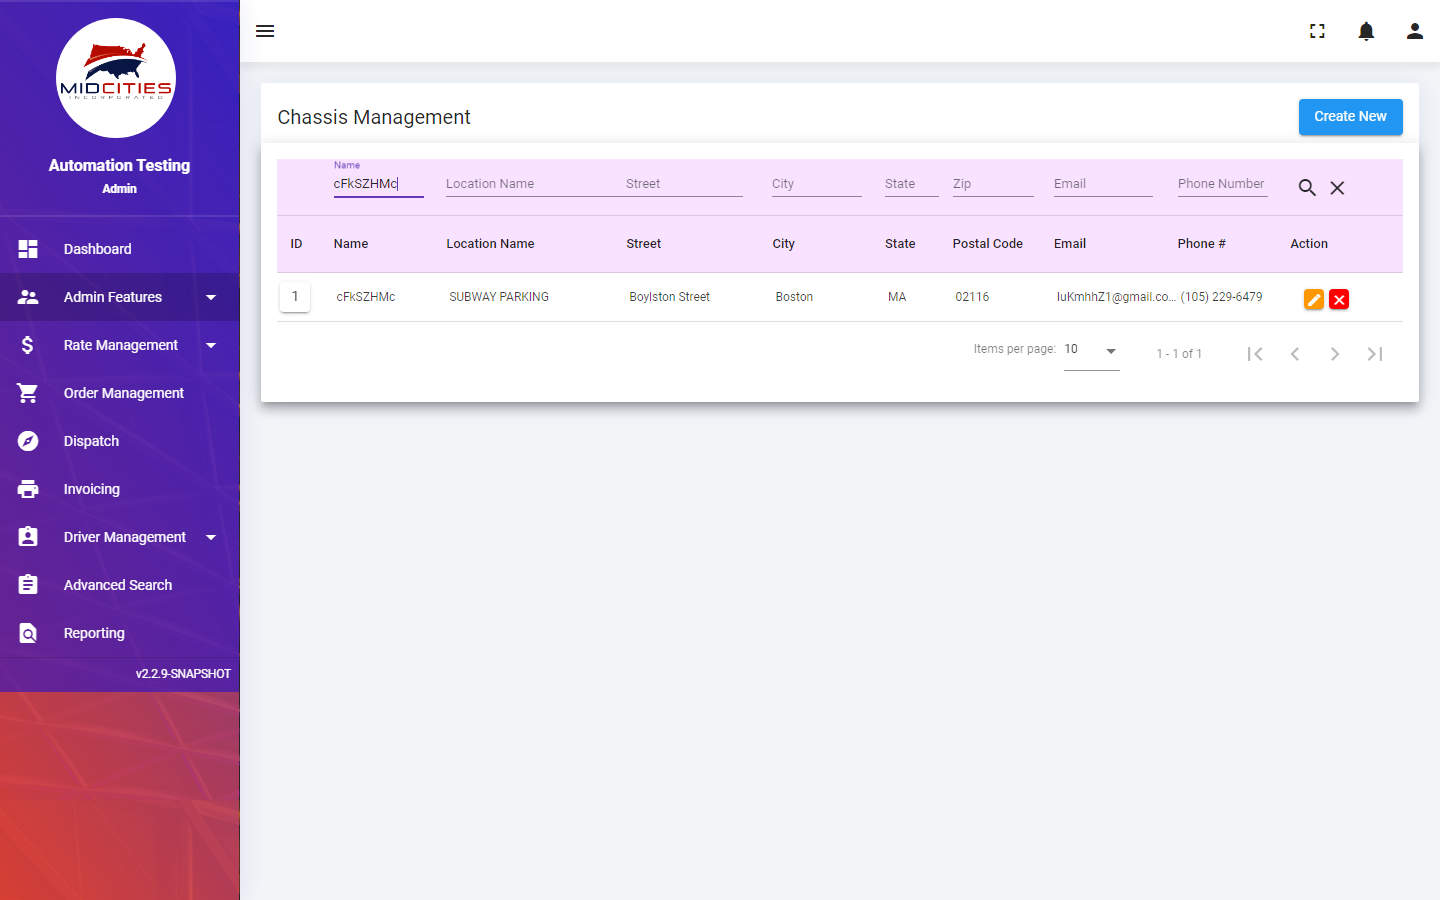 MIDCITIES
INCORPORATED
Automation Testing
Admin
Dashboard
Admin Features
Rate Management
Order Management
Dispatch
Invoicing
Driver Management
Advanced Search
Reporting
v2.2.9-SNAPSHOT
Chassis Management
Create New
Name
cFkSZHMc Location Name Street City State Zip Email Phone Number
ID Name Location Name Street City State Postal Code Email Phone # Action
1 cFkSZHMc SUBWAY PARKING Boylston Street Boston MA 02116 IuKmhhZ1@gmail.co... (105) 229-6479
Items per page: 10 1 - 1 of 1